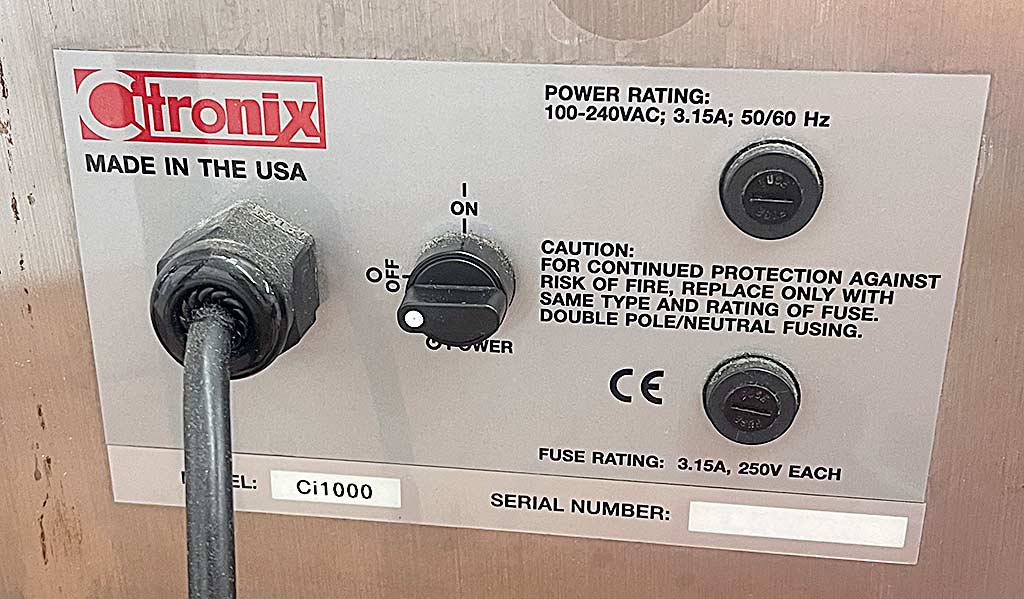 Citronix
MADE IN THE USA
POWER RATING:
100-240VAC; 3.15A; 50/60 Hz
FUSE
ON
OFF
CAUTION:
FOR CONTINUED PROTECTION AGAINST
RISK OF FIRE, REPLACE ONLY WITH
SAME TYPE AND RATING OF FUSE.
DOUBLE POLE/NEUTRAL FUSING.
POWER
CE
FUSE
FUSE RATING: 3.15A, 250V EACH
Ci1000
SERIAL NUMBER: